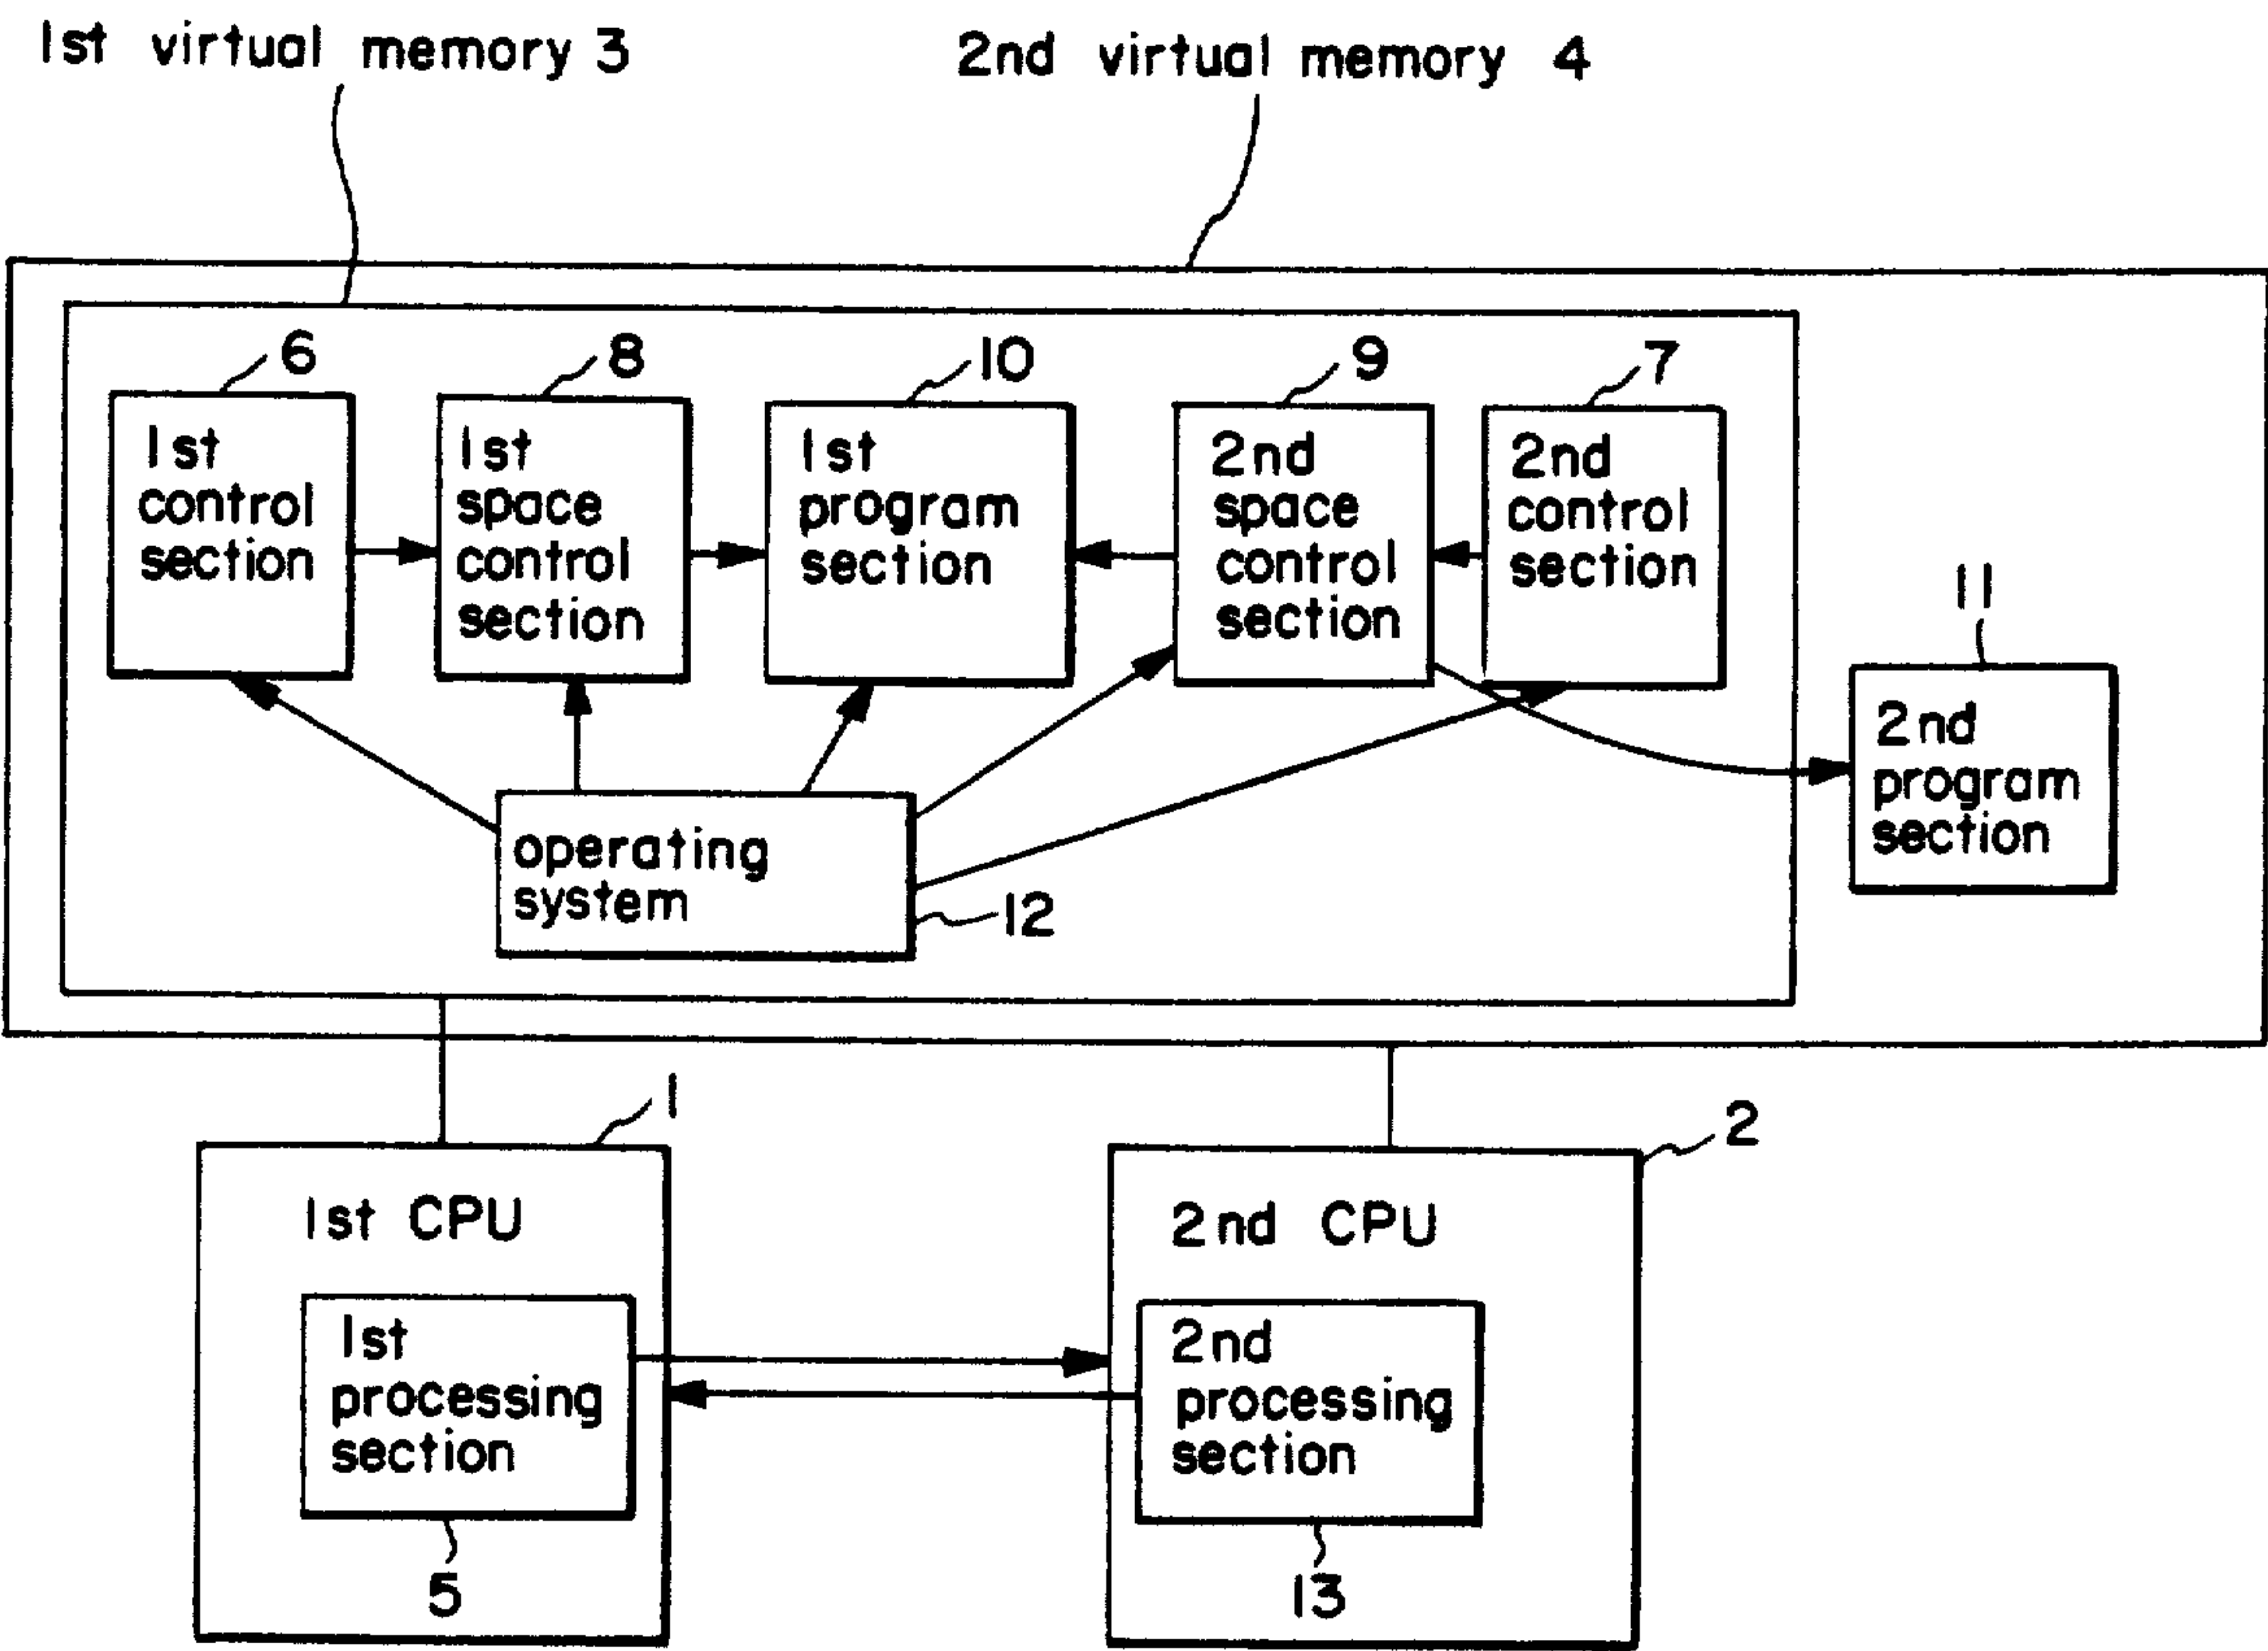 1st virtual memory 3
2nd virtual memory 4
6
8
10
9
7
1st
control
section
1st
space
control
section
1st
program
section
2nd
space
control
section
2nd
control
section
11
2nd
program
section
operating
system
12
1
2
1st CPU
2nd CPU
1st
processing
section
2nd
processing
section
5
13